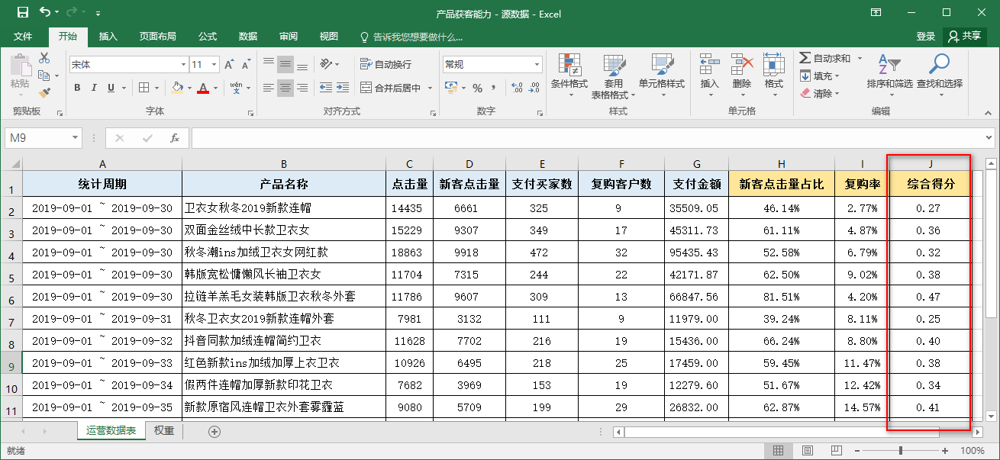 产品获客能力 - 源数据 - Excel
文件 开始 插入 页面布局 公式 数据 审阅 视图 告诉我您想要做什么... 登录 共享
粘贴 宋体 11 A A 自动换行 常规 条件格式 套用 表格格式 单元格样式 插入 删除 格式 自动求和 填充 清除 排序和筛选 查找和选择
B I U A wén 文 合并后居中 % ,
剪贴板 字体 对齐方式 数字 样式 单元格 编辑
M9 fx
A B C D E F G H I J
1 统计周期 产品名称 点击量 新客点击量 支付买家数 复购客户数 支付金额 新客点击量占比 复购率 综合得分
2 2019-09-01 ~ 2019-09-30 卫衣女秋冬2019新款连帽 14435 6661 325 9 35509.05 46.14% 2.77% 0.27
3 2019-09-01 ~ 2019-09-30 双面金丝绒中长款卫衣女 15229 9307 349 17 45311.73 61.11% 4.87% 0.36
4 2019-09-01 ~ 2019-09-30 秋冬潮ins加绒卫衣女网红款 18863 9918 472 32 95435.43 52.58% 6.79% 0.32
5 2019-09-01 ~ 2019-09-30 韩版宽松慵懒风长袖卫衣女 11704 7315 244 22 42171.87 62.50% 9.02% 0.38
6 2019-09-01 ~ 2019-09-30 拉链羊羔毛女装韩版卫衣秋冬外套 11786 9607 309 13 66847.56 81.51% 4.20% 0.47
7 2019-09-01 ~ 2019-09-31 秋冬卫衣女2019新款连帽外套 7981 3132 111 9 11979.00 39.24% 8.11% 0.25
8 2019-09-01 ~ 2019-09-32 抖音同款加绒连帽简约卫衣 11628 7702 216 19 15436.00 66.24% 8.80% 0.40
9 2019-09-01 ~ 2019-09-33 红色新款ins加绒加厚上衣卫衣 10926 6495 218 25 17459.00 59.45% 11.47% 0.38
10 2019-09-01 ~ 2019-09-34 假两件连帽加厚新款印花卫衣 7682 3969 153 19 12279.60 51.67% 12.42% 0.34
11 2019-09-01 ~ 2019-09-35 新款原宿风连帽卫衣外套雾霾蓝 9080 5709 199 29 26832.00 62.87% 14.57% 0.41
运营数据表 权重
就绪 100%